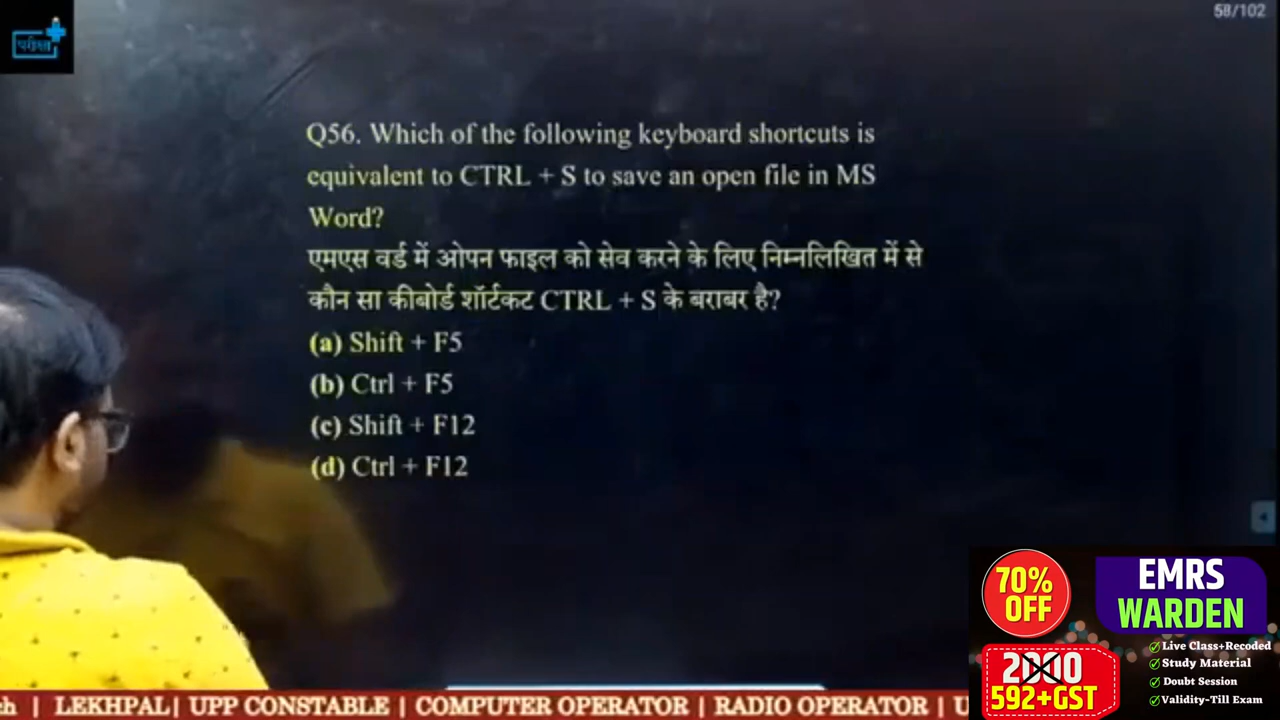 58/102
परीक्षा
Q56. Which of the following keyboard shortcuts is
equivalent to CTRL + S to save an open file in MS
Word?
एमएस वर्ड में ओपन फाइल को सेव करने के लिए निम्नलिखित में से
कौन सा कीबोर्ड शॉर्टकट CTRL + S के बराबर है?
(a) Shift + F5
(b) Ctrl + F5
(c) Shift + F12
(d) Ctrl + F12
70%
OFF
EMRS
WARDEN
2000
592+GST
Live Class+Recoded
Study Material
Doubt Session
Validity-Till Exam
| LEKHPAL | UPP CONSTABLE | COMPUTER OPERATOR | RADIO OPERATOR |